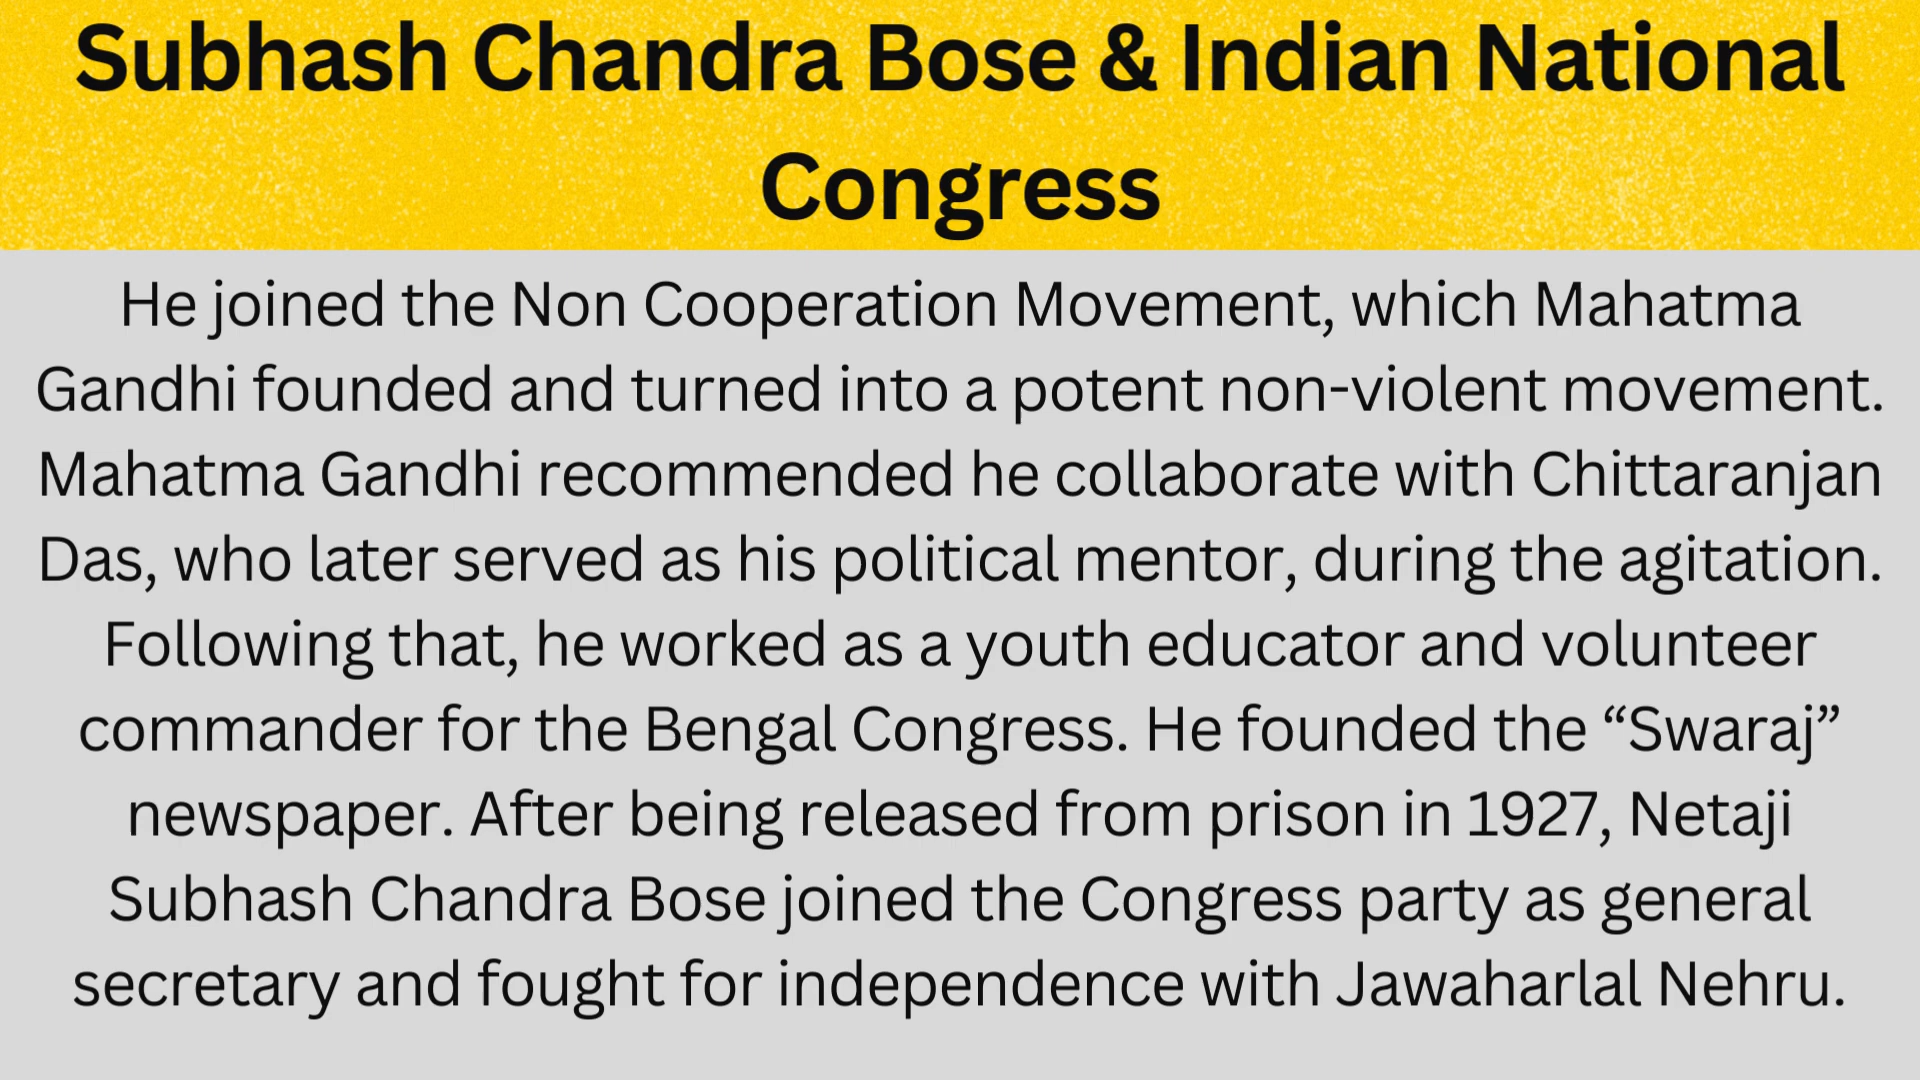 Subhash Chandra Bose & Indian National
Congress
He joined the Non Cooperation Movement, which Mahatma
Gandhi founded and turned into a potent non-violent movement.
Mahatma Gandhi recommended he collaborate with Chittaranjan
Das, who later served as his political mentor, during the agitation.
Following that, he worked as a youth educator and volunteer
commander for the Bengal Congress. He founded the “Swaraj”
newspaper. After being released from prison in 1927, Netaji
Subhash Chandra Bose joined the Congress party as general
secretary and fought for independence with Jawaharlal Nehru.